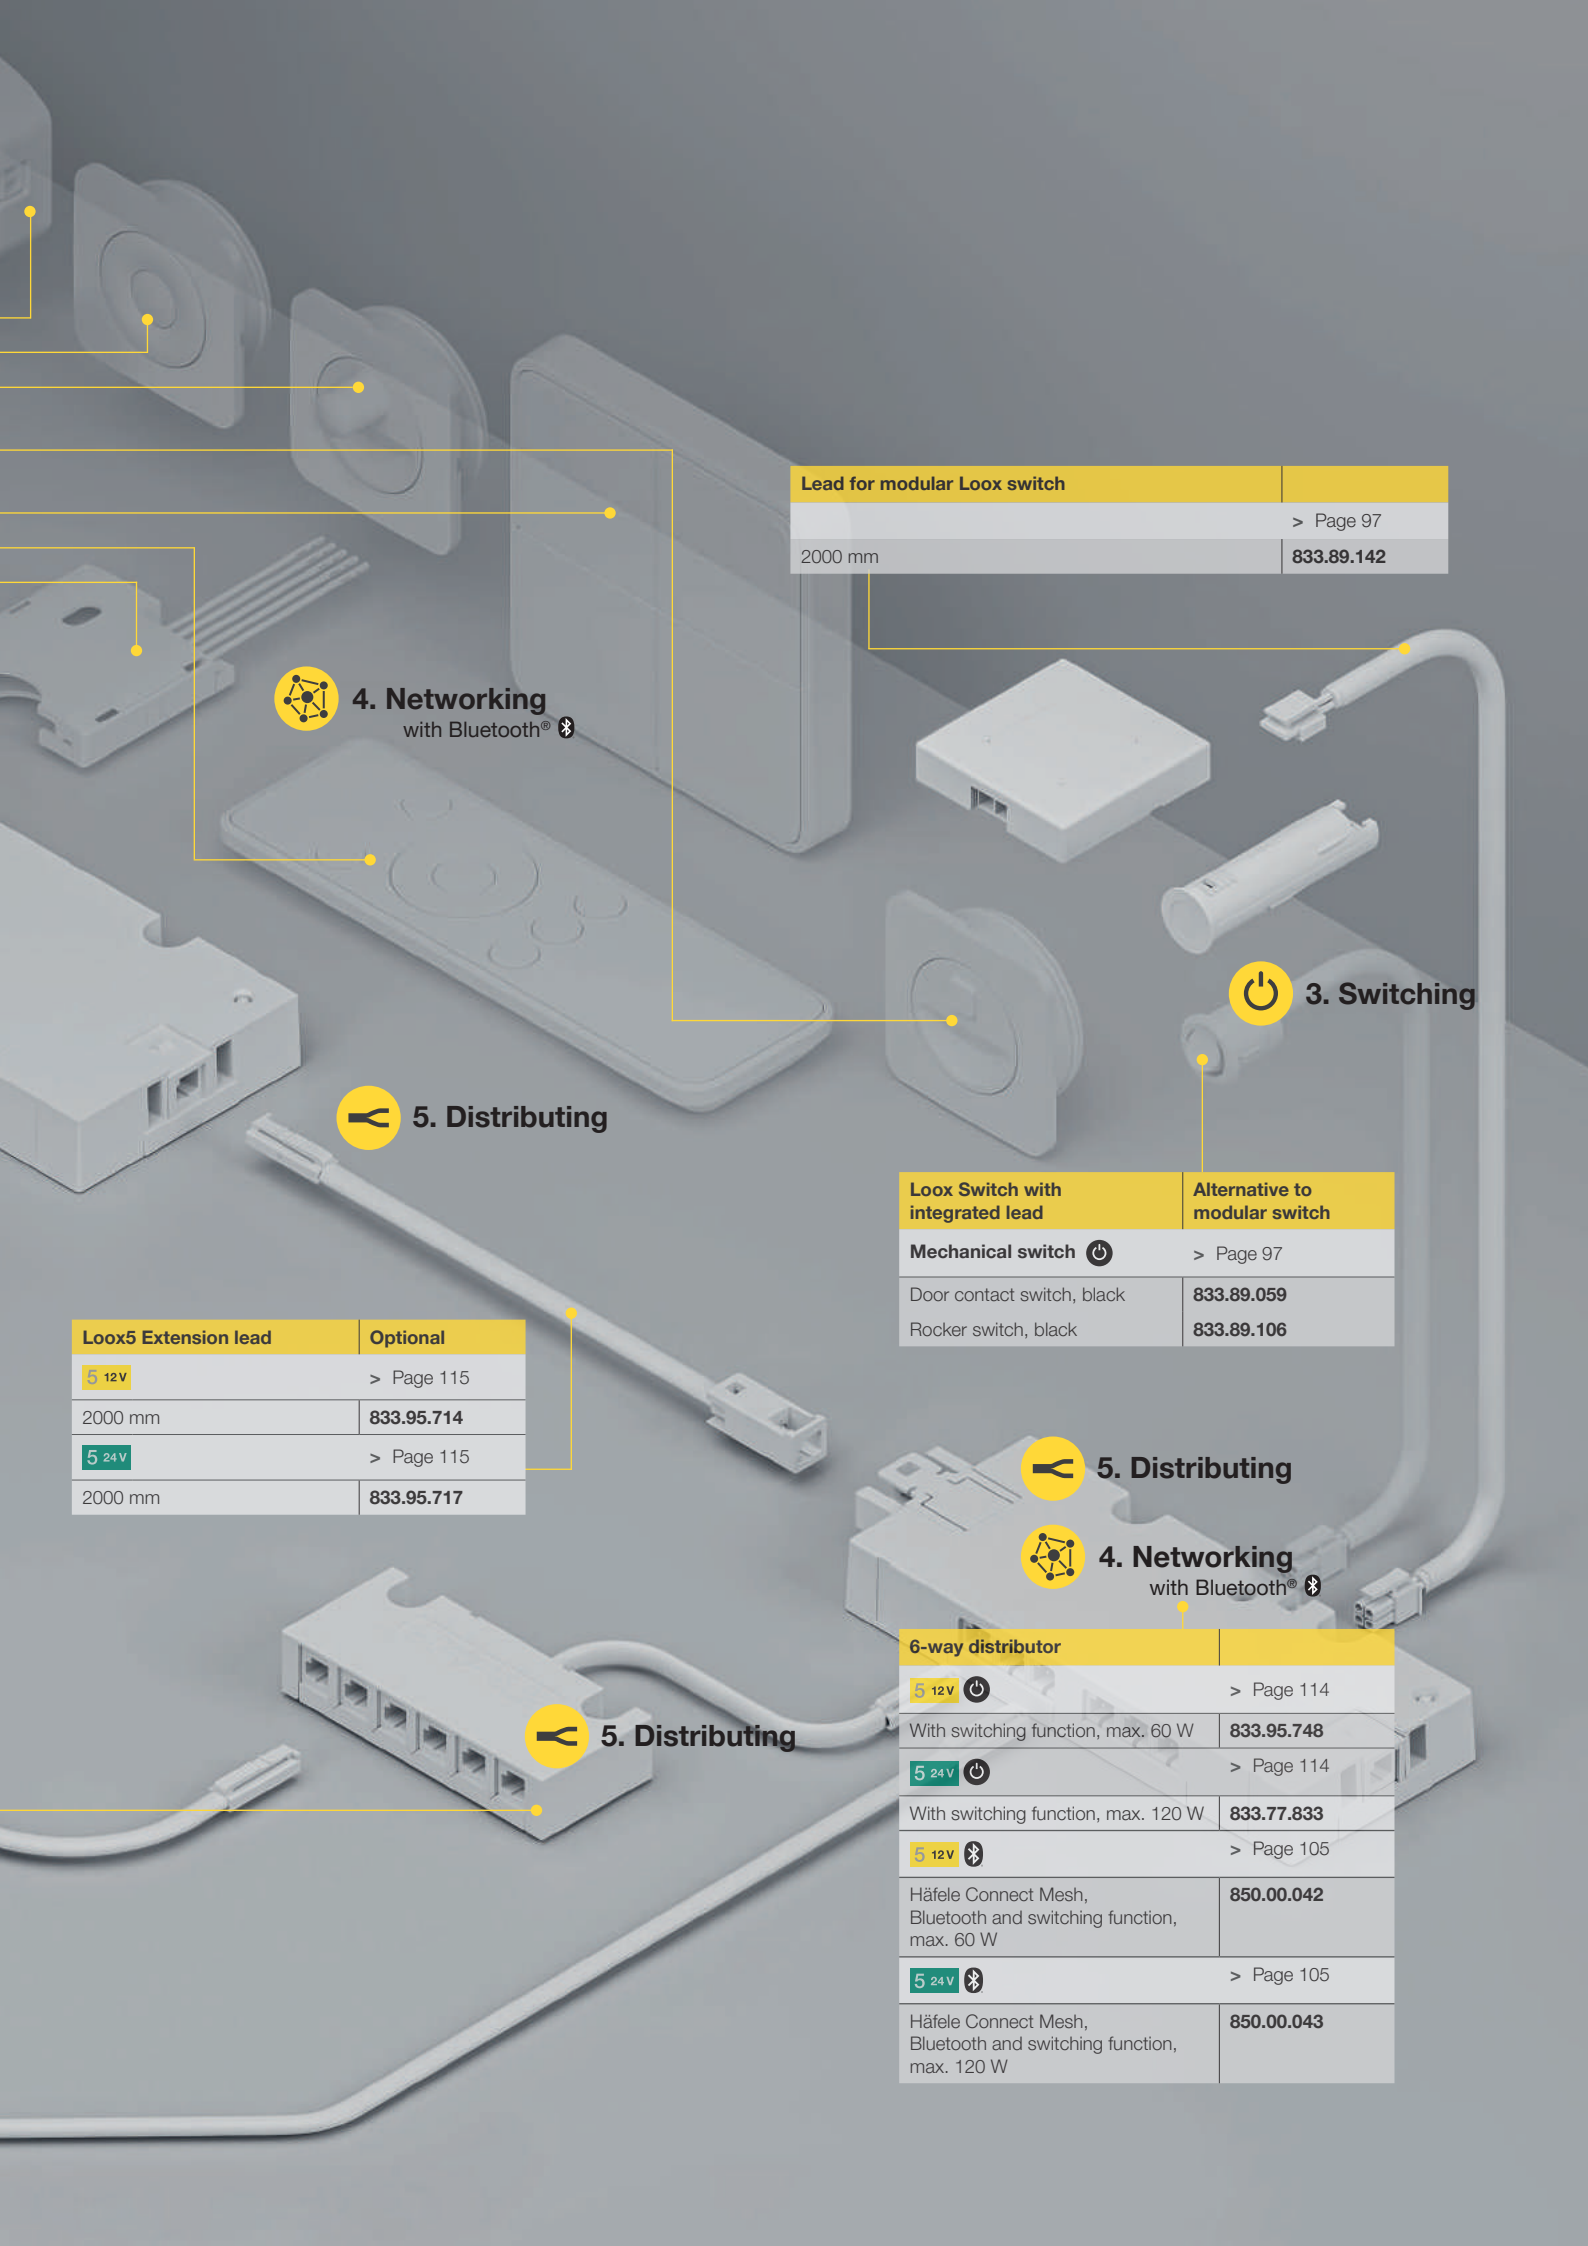 Lead for modular Loox switch
> Page 97
2000 mm 833.89.142
4. Networking
with Bluetooth®
3. Switching
5. Distributing
Loox Switch with integrated lead Alternative to modular switch
Mechanical switch > Page 97
Door contact switch, black 833.89.059
Rocker switch, black 833.89.106
Loox5 Extension lead Optional
5 12 V > Page 115
2000 mm 833.95.714
5 24 V > Page 115
2000 mm 833.95.717
5. Distributing
4. Networking
with Bluetooth®
5. Distributing
6-way distributor
5 12 V > Page 114
With switching function, max. 60 W 833.95.748
5 24 V > Page 114
With switching function, max. 120 W 833.77.833
5 12 V > Page 105
Häfele Connect Mesh, 850.00.042
Bluetooth and switching function,
max. 60 W
5 24 V > Page 105
Häfele Connect Mesh, 850.00.043
Bluetooth and switching function,
max. 120 W